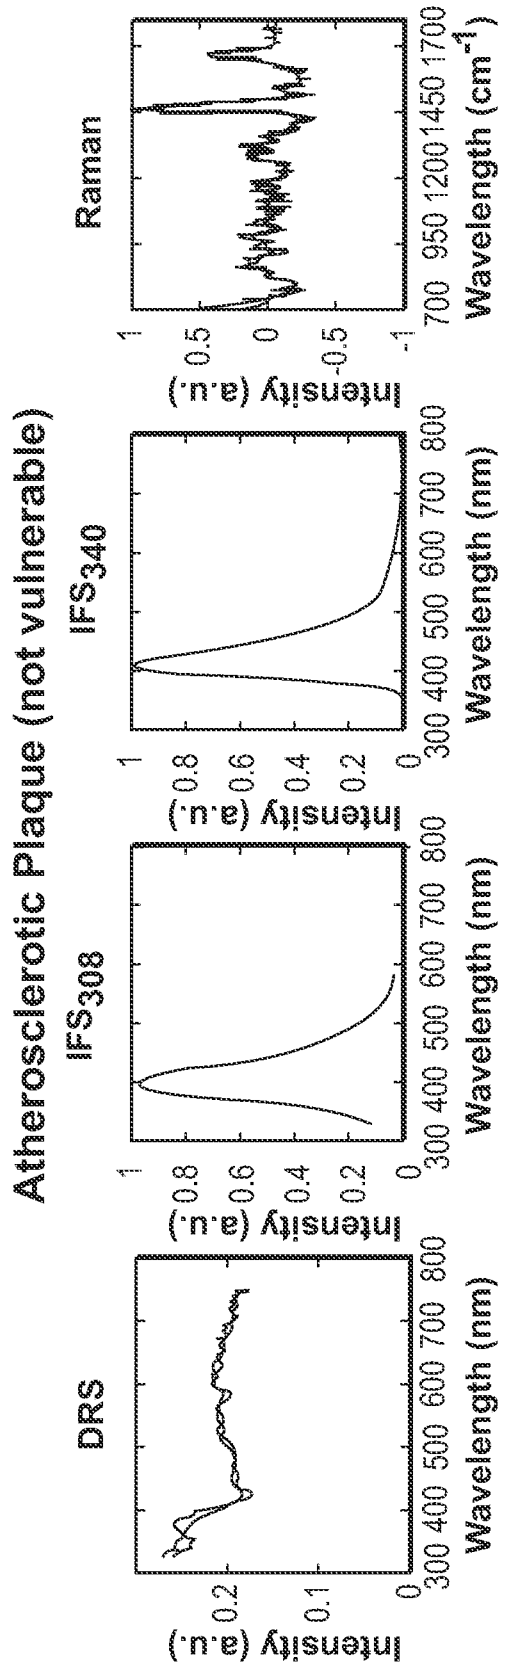 Atherosclerotic Plaque (not vulnerable)
DRS
Intensity (a.u.)
0.2
0.1
0
300 400 500 600 700 800
Wavelength (nm)
IFS308
Intensity (a.u.)
1
0.8
0.6
0.4
0.2
0
300 400 500 600 700 800
Wavelength (nm)
IFS340
Intensity (a.u.)
1
0.8
0.6
0.4
0.2
0
300 400 500 600 700 800
Wavelength (nm)
Raman
Intensity (a.u.)
1
0.5
0
-0.5
-1
700 950 1200 1450 1700
Wavelength (cm-1)